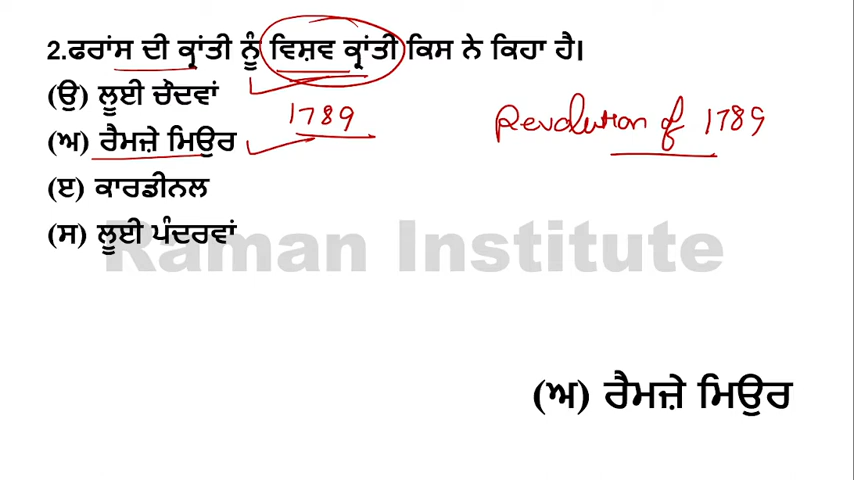 2.ਫਰਾਂਸ ਦੀ ਕ੍ਰਾਂਤੀ ਨੂੰ ਵਿਸ਼ਵ ਕ੍ਰਾਂਤੀ ਕਿਸ ਨੇ ਕਿਹਾ ਹੈ।
(ਉ) ਲੂਈ ਚੌਦਵਾਂ
1789
Revolution of 1789
(ਅ) ਰੈਮਜ਼ੇ ਮਿਉਰ
(ੲ) ਕਾਰਡੀਨਲ
(ਸ) ਲੂਈ ਪੰਦਰਵਾਂ
Raman Institute
(ਅ) ਰੈਮਜ਼ੇ ਮਿਉਰ